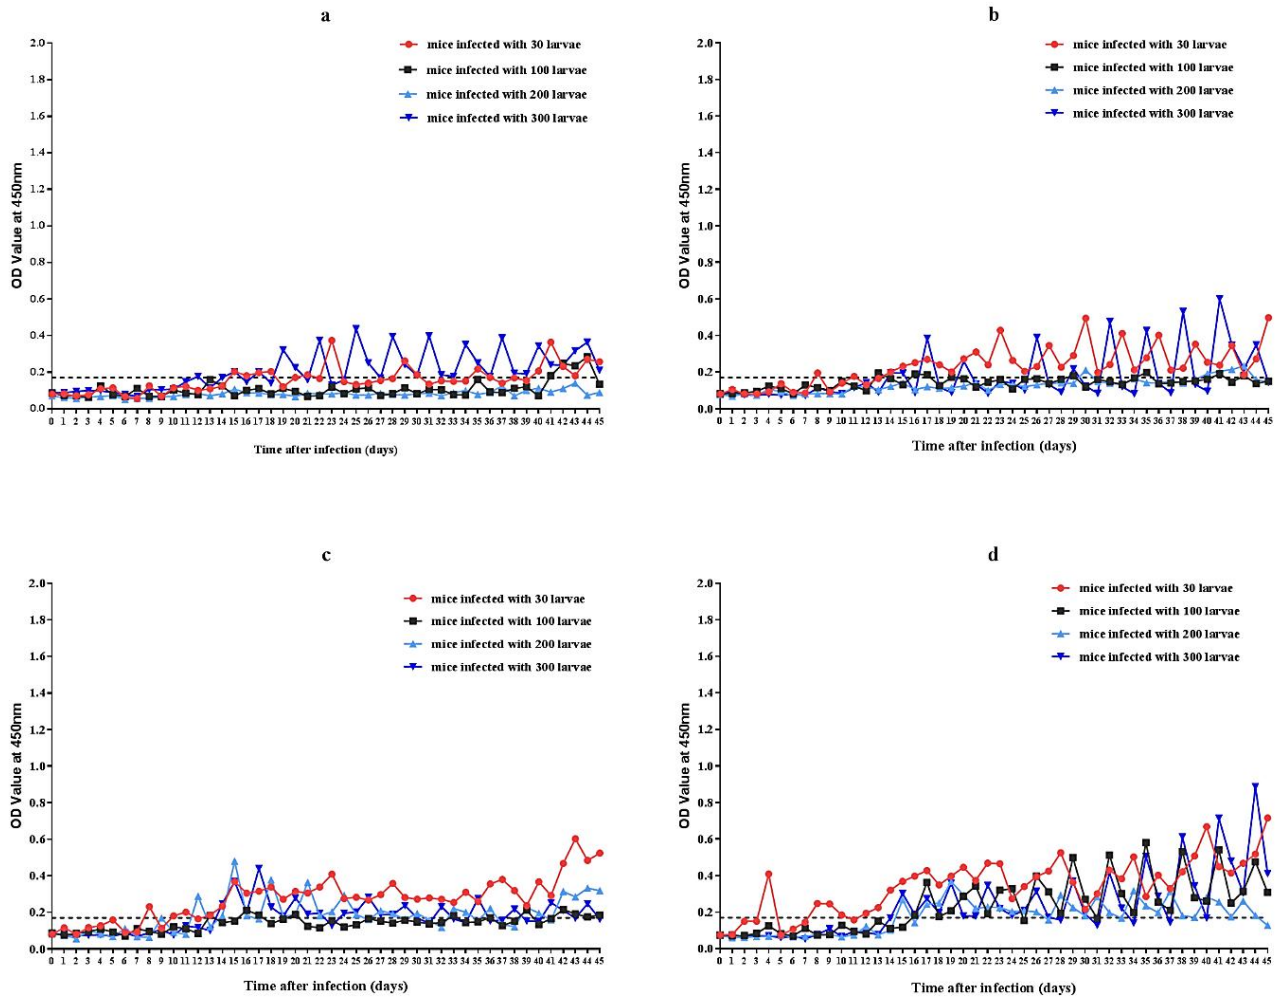 a
mice infected with 30 larvae
mice infected with 100 larvae
mice infected with 200 larvae
mice infected with 300 larvae
OD Value at 450nm
2.0
1.8
1.6
1.4
1.2
1.0
0.8
0.6
0.4
0.2
0.0
0 1 2 3 4 5 6 7 8 9 10 11 12 13 14 15 16 17 18 19 20 21 22 23 24 25 26 27 28 29 30 31 32 33 34 35 36 37 38 39 40 41 42 43 44 45
Time after infection (days)
b
mice infected with 30 larvae
mice infected with 100 larvae
mice infected with 200 larvae
mice infected with 300 larvae
OD Value at 450nm
2.0
1.8
1.6
1.4
1.2
1.0
0.8
0.6
0.4
0.2
0.0
0 1 2 3 4 5 6 7 8 9 10 11 12 13 14 15 16 17 18 19 20 21 22 23 24 25 26 27 28 29 30 31 32 33 34 35 36 37 38 39 40 41 42 43 44 45
Time after infection (days)
c
mice infected with 30 larvae
mice infected with 100 larvae
mice infected with 200 larvae
mice infected with 300 larvae
OD Value at 450nm
2.0
1.8
1.6
1.4
1.2
1.0
0.8
0.6
0.4
0.2
0.0
0 1 2 3 4 5 6 7 8 9 10 11 12 13 14 15 16 17 18 19 20 21 22 23 24 25 26 27 28 29 30 31 32 33 34 35 36 37 38 39 40 41 42 43 44 45
Time after infection (days)
d
mice infected with 30 larvae
mice infected with 100 larvae
mice infected with 200 larvae
mice infected with 300 larvae
OD Value at 450nm
2.0
1.8
1.6
1.4
1.2
1.0
0.8
0.6
0.4
0.2
0.0
0 1 2 3 4 5 6 7 8 9 10 11 12 13 14 15 16 17 18 19 20 21 22 23 24 25 26 27 28 29 30 31 32 33 34 35 36 37 38 39 40 41 42 43 44 45
Time after infection (days)